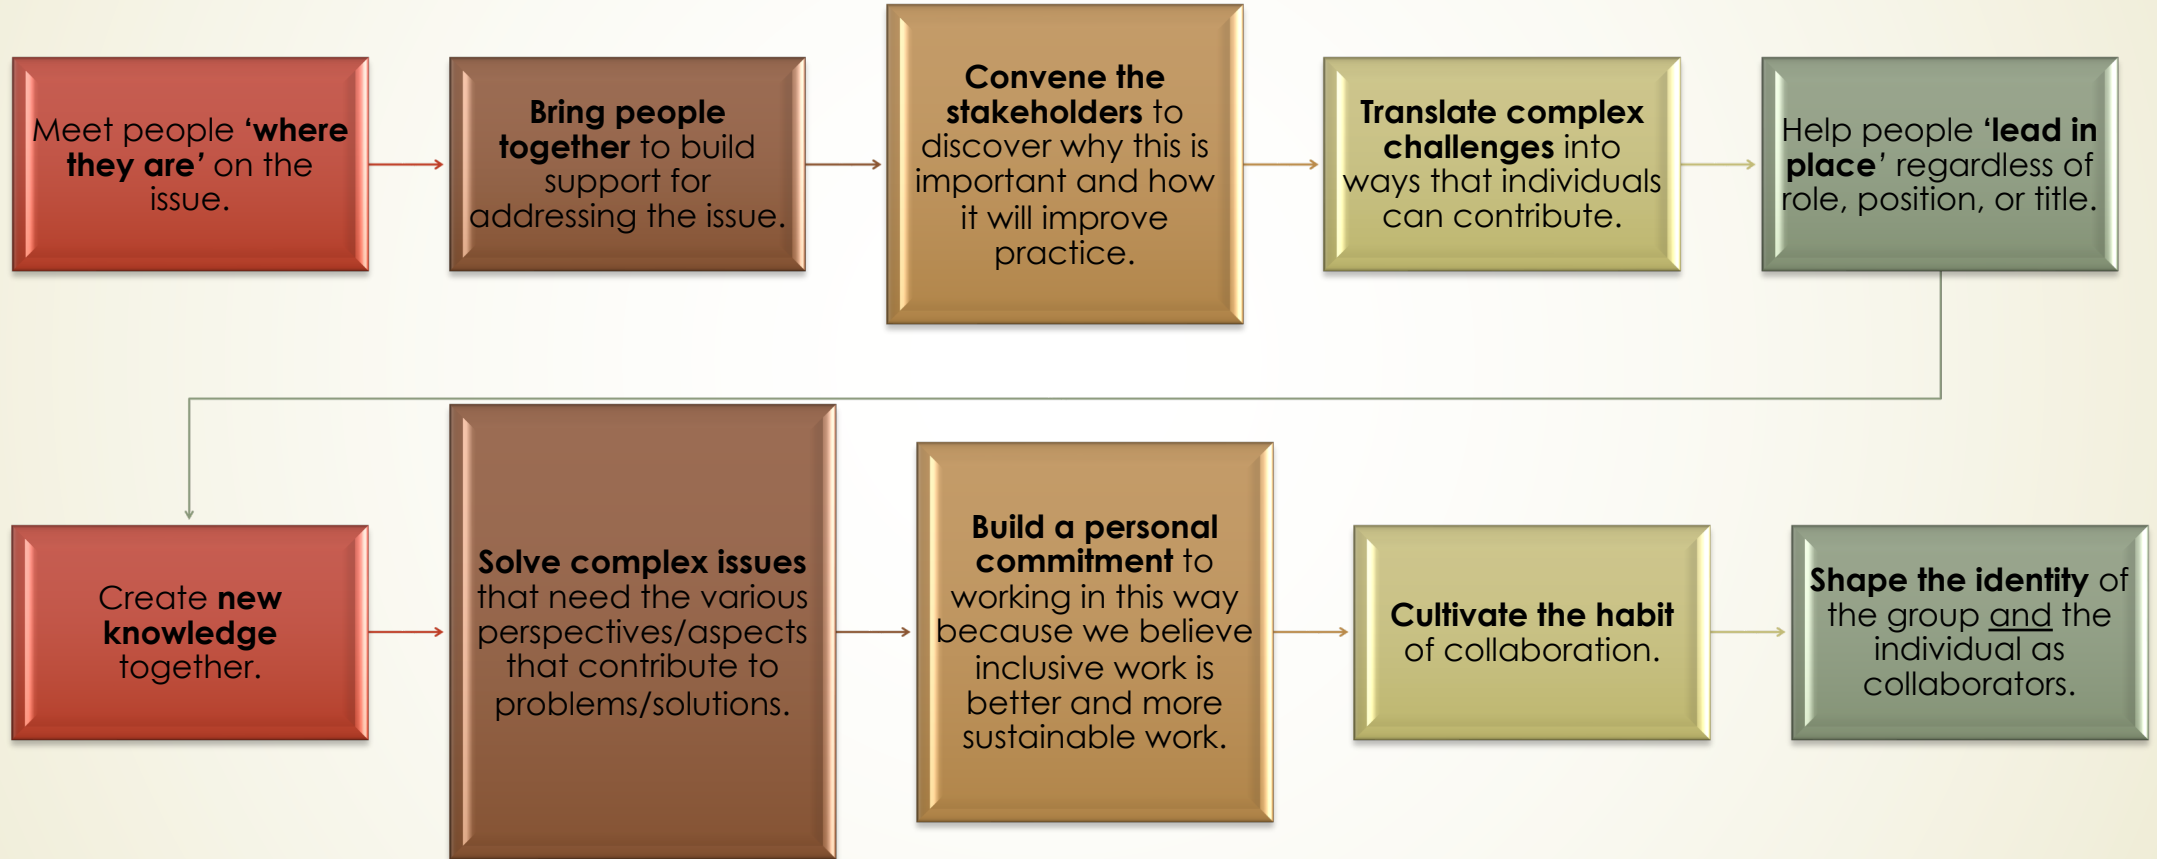 Meet people ‘where
they are’ on the
issue.
Bring people
together to build
support for
addressing the issue.
Convene the
stakeholders to
discover why this is
important and how
it will improve
practice.
Translate complex
challenges into
ways that individuals
can contribute.
Help people ‘lead in
place’ regardless of
role, position, or title.
Create new
knowledge
together.
Solve complex issues
that need the various
perspectives/aspects
that contribute to
problems/solutions.
Build a personal
commitment to
working in this way
because we believe
inclusive work is
better and more
sustainable work.
Cultivate the habit
of collaboration.
Shape the identity of
the group and the
individual as
collaborators.